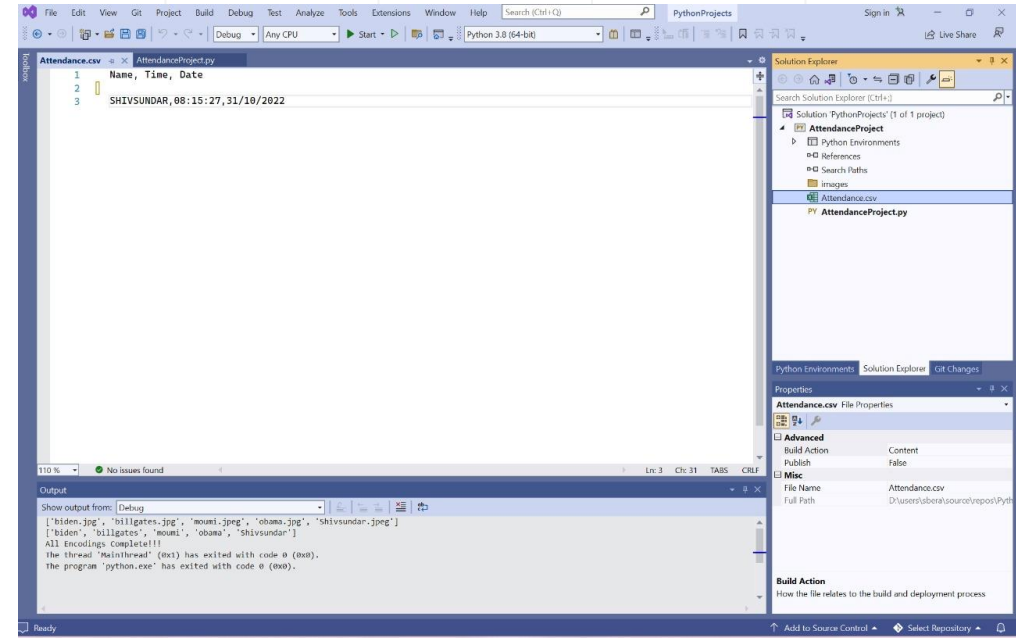 File Edit View Git Project Build Debug Test Analyze Tools Extensions Window Help Search (Ctrl+Q) PythonProjects Sign in
Debug Any CPU Start Python 3.8 (64-bit) Live Share
Toolbox
Attendance.csv AttendanceProject.py
1 Name, Time, Date
2
3 SHIVSUNDAR,08:15:27,31/10/2022
110 % No issues found Ln: 3 Ch: 31 TABS CRLF
Output
Show output from: Debug
['biden.jpg', 'billgates.jpg', 'moumi.jpeg', 'obama.jpg', 'Shivsundar.jpeg']
['biden', 'billgates', 'moumi', 'obama', 'Shivsundar']
All Encodings Complete!!!
The thread 'MainThread' (0x1) has exited with code 0 (0x0).
The program 'python.exe' has exited with code 0 (0x0).
Solution Explorer
Search Solution Explorer (Ctrl+;)
Solution 'PythonProjects' (1 of 1 project)
AttendanceProject
Python Environments
References
Search Paths
images
Attendance.csv
PY AttendanceProject.py
Python Environments Solution Explorer Git Changes
Properties
Attendance.csv File Properties
Advanced
Build Action Content
Publish False
Misc
File Name Attendance.csv
Full Path D:\users\sbera\source\repos\Pyth
Build Action
How the file relates to the build and deployment process
Ready Add to Source Control Select Repository